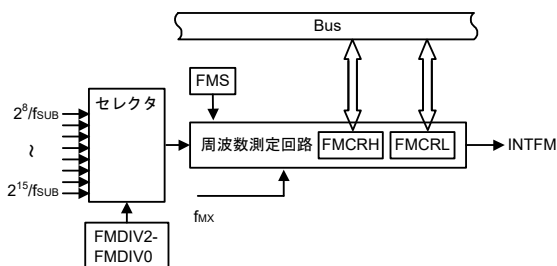 Bus
FMS
セレクタ
2⁸/fSUB
~
2¹⁵/fSUB
周波数測定回路
FMCRH
FMCRL
INTFM
fMX
FMDIV2-
FMDIV0